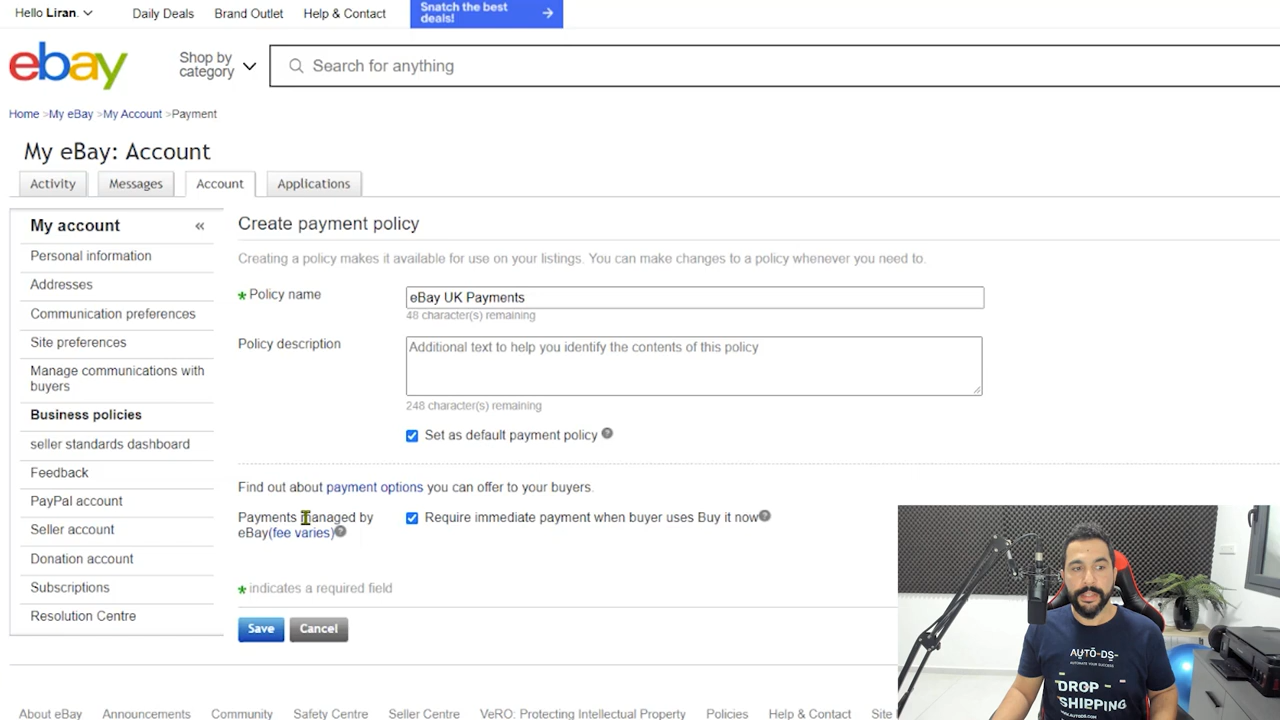 Hello Liran.
Daily Deals
Brand Outlet
Help & Contact
Snatch the best
deals!
ebay
Shop by
category
Search for anything
Home >My eBay >My Account >Payment
My eBay: Account
Activity
Messages
Account
Applications
My account
«
Personal information
Addresses
Communication preferences
Site preferences
Manage communications with
buyers
Business policies
seller standards dashboard
Feedback
PayPal account
Seller account
Donation account
Subscriptions
Resolution Centre
Create payment policy
Creating a policy makes it available for use on your listings. You can make changes to a policy whenever you need to.
* Policy name
eBay UK Payments
48 character(s) remaining
Policy description
Additional text to help you identify the contents of this policy
248 character(s) remaining
Set as default payment policy ?
Find out about payment options you can offer to your buyers.
Payments managed by
eBay(fee varies) ?
Require immediate payment when buyer uses Buy it now ?
* indicates a required field
Save
Cancel
AUTO-DS-
AUTOMATE YOUR SUCCESS
DROP
SHIPPING
About eBay
Announcements
Community
Safety Centre
Seller Centre
VeRO: Protecting Intellectual Property
Policies
Help & Contact
Site